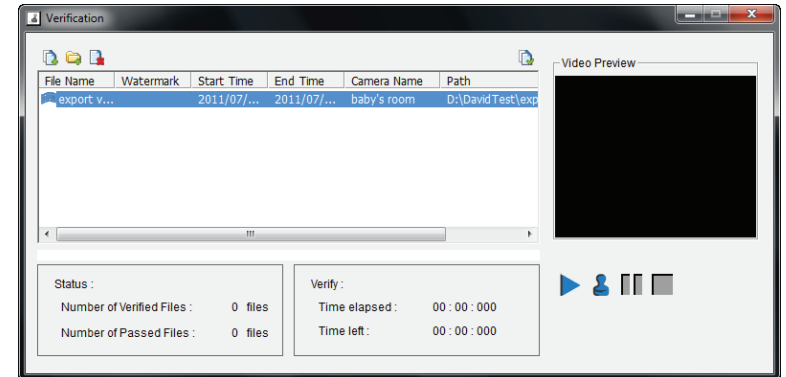 Verification
File Name Watermark Start Time End Time Camera Name Path
export v... 2011/07/... 2011/07/... baby's room D:\DavidTest\exp
Video Preview
Status :
Number of Verified Files : 0 files
Number of Passed Files : 0 files
Verify :
Time elapsed : 00 : 00 : 000
Time left : 00 : 00 : 000